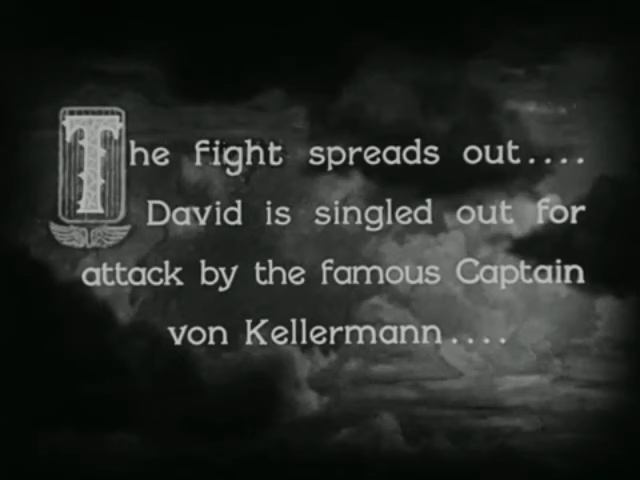 The fight spreads out....
David is singled out for
attack by the famous Captain
von Kellermann....